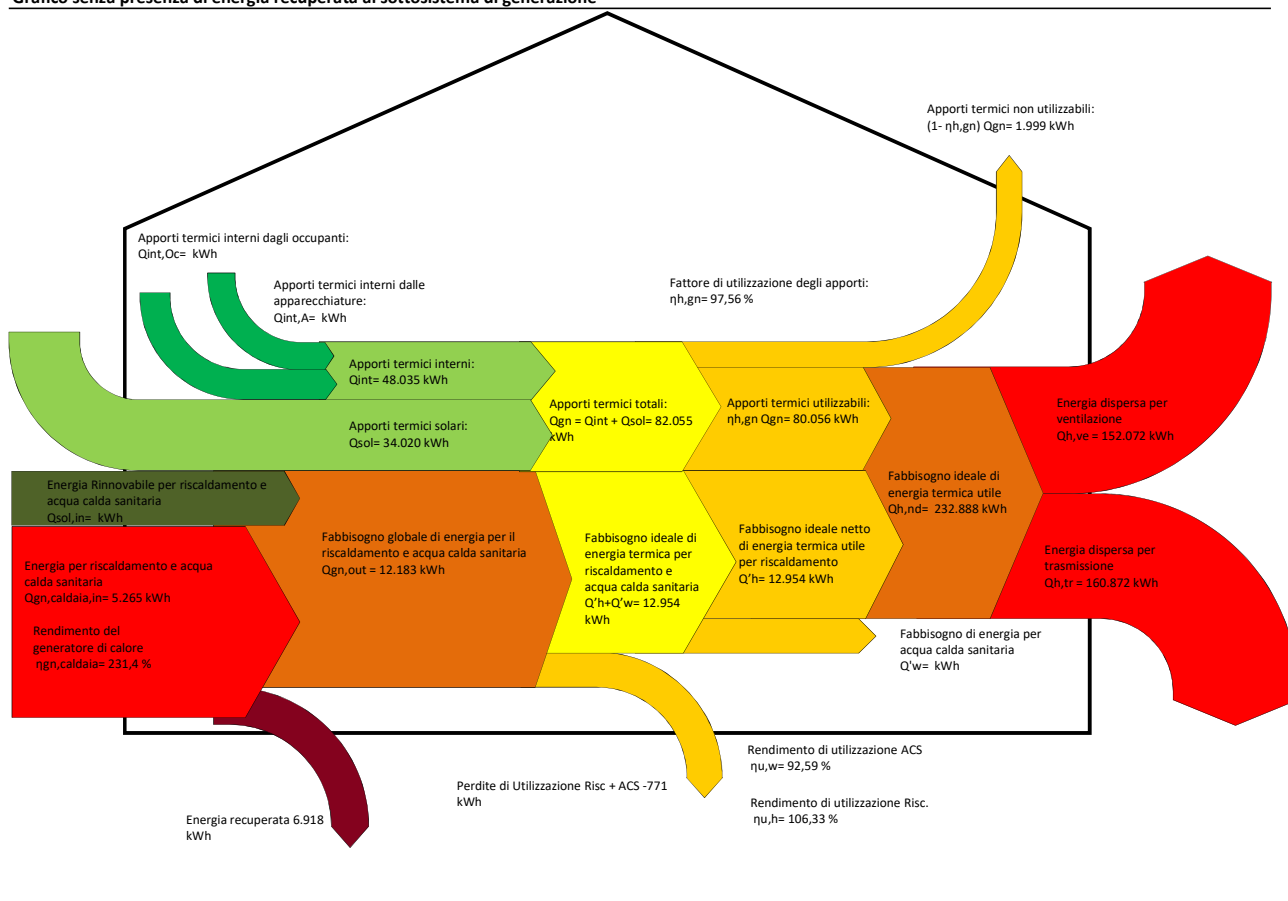 Grafico senza presenza di energia recuperata al sottosistema di generazione
Apporti termici non utilizzabili:
(1- ηh,gn) Qgn= 1.999 kWh
Apporti termici interni dagli occupanti:
Qint,Oc=  kWh
Apporti termici interni dalle
apparecchiature:
Qint,A=  kWh
Fattore di utilizzazione degli apporti:
ηh,gn= 97,56 %
Apporti termici interni:
Qint= 48.035 kWh
Apporti termici solari:
Qsol= 34.020 kWh
Apporti termici totali:
Qgn = Qint + Qsol= 82.055
kWh
Apporti termici utilizzabili:
ηh,gn Qgn= 80.056 kWh
Energia dispersa per
ventilazione
Qh,ve = 152.072 kWh
Energia Rinnovabile per riscaldamento e
acqua calda sanitaria
Qsol,in=  kWh
Fabbisogno ideale di
energia termica utile
Qh,nd=  232.888 kWh
Fabbisogno globale di energia per il
riscaldamento e acqua calda sanitaria
Qgn,out = 12.183 kWh
Fabbisogno ideale di
energia termica per
riscaldamento e
acqua calda sanitaria
Q’h+Q’w= 12.954
kWh
Fabbisogno ideale netto
di energia termica utile
per riscaldamento
Q’h= 12.954 kWh
Energia dispersa per
trasmissione
Qh,tr = 160.872 kWh
Energia per riscaldamento e acqua
calda sanitaria
Qgn,caldaia,in= 5.265 kWh
Rendimento del
generatore di calore
ηgn,caldaia= 231,4 %
Fabbisogno di energia per
acqua calda sanitaria
Q'w=  kWh
Rendimento di utilizzazione ACS
ηu,w= 92,59 %
Perdite di Utilizzazione Risc + ACS -771
kWh
Rendimento di utilizzazione Risc.
ηu,h= 106,33 %
Energia recuperata 6.918
kWh